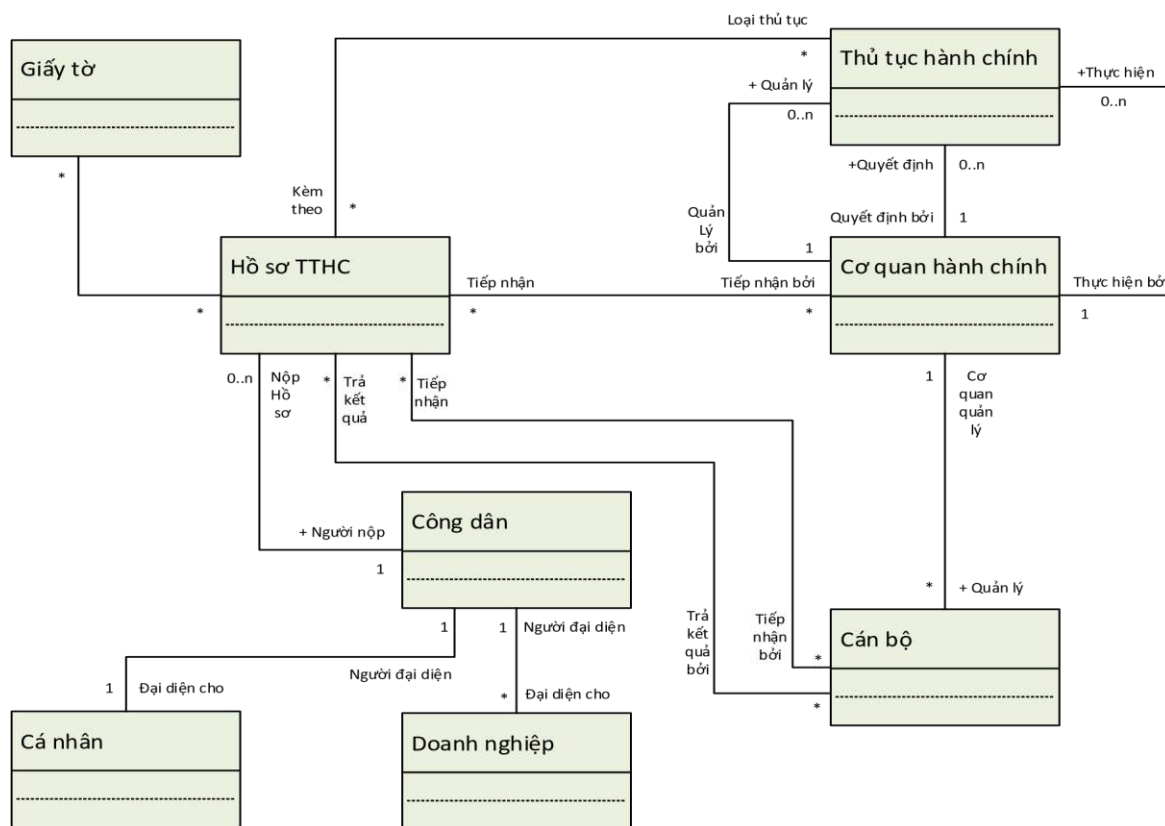 Loại thủ tục
Giấy tờ
*
Thủ tục hành chính
+Thực hiện
0..n
+ Quản lý
0..n
*
+Quyết định
0..n
Kèm
theo
*
Quản
Lý
bởi
Quyết định bởi
1
1
Hồ sơ TTHC
Cơ quan hành chính
Tiếp nhận
Tiếp nhận bởi
Thực hiện bở
*
*
*
1
0..n
Nộp
Hồ
sơ
*
Trả
kết
quả
*
Tiếp
nhận
1
Cơ
quan
quản
lý
Công dân
+ Người nộp
1
*
+ Quản lý
1
1
Người đại diện
Trả
kết
quả
bởi
Tiếp
nhận
bởi
Cán bộ
*
*
Người đại diện
1
Đại diện cho
*
Đại diện cho
Cá nhân
Doanh nghiệp